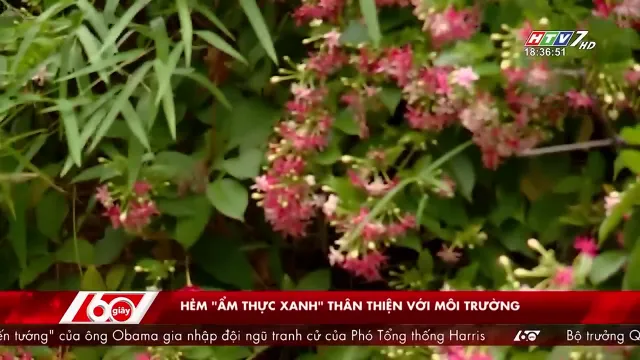 HTV7 HD
18:36:51
60 giây
HẺM "ẨM THỰC XANH" THÂN THIỆN VỚI MÔI TRƯỜNG
ến tướng" của ông Obama gia nhập đội ngũ tranh cử của Phó Tổng thống Harris 60 Bộ trưởng Q